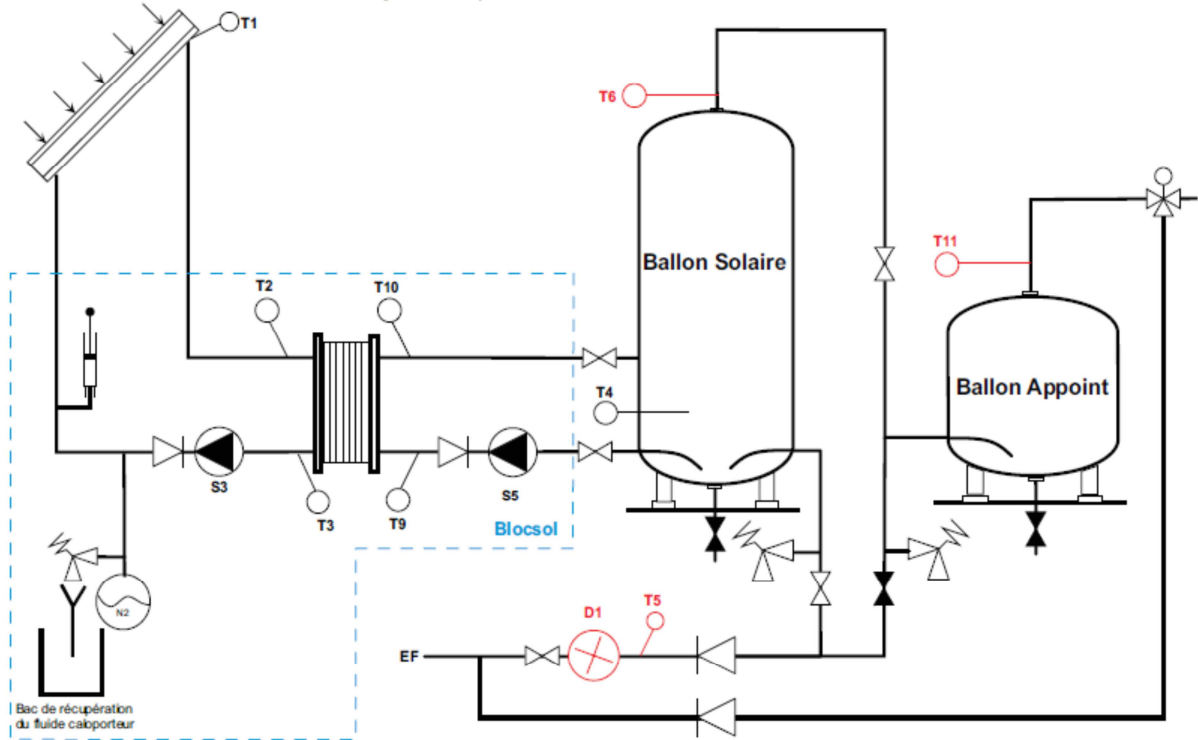 T1
T6
Ballon Solaire
T11
T2
T10
Ballon Appoint
T4
S3
S5
T3
T9
Blocsol
N2
D1
T5
EF
Bac de récupération
du fluide caloporteur